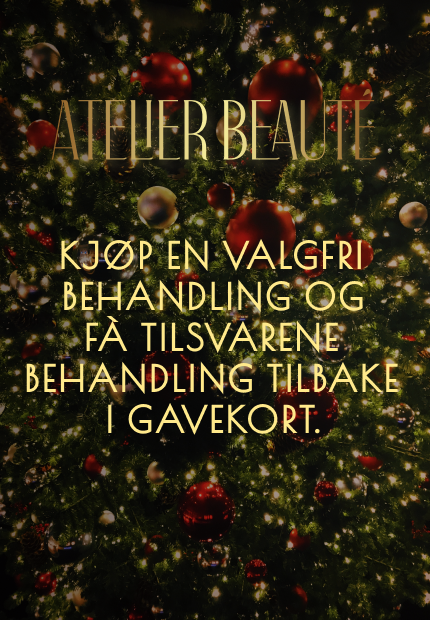 ATELIER BEAUTE
KJØP EN VALGFRI
BEHANDLING OG
FÅ TILSVARENE
BEHANDLING TILBAKE
I GAVEKORT.